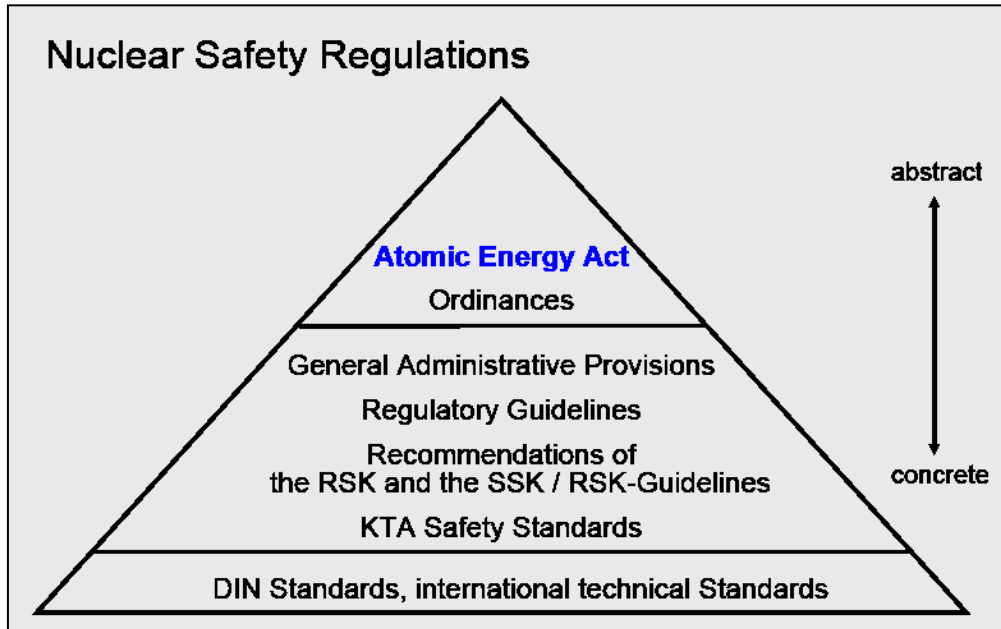 Nuclear Safety Regulations
abstract
Atomic Energy Act
Ordinances
General Administrative Provisions
Regulatory Guidelines
Recommendations of
the RSK and the SSK / RSK-Guidelines
concrete
KTA Safety Standards
DIN Standards, international technical Standards